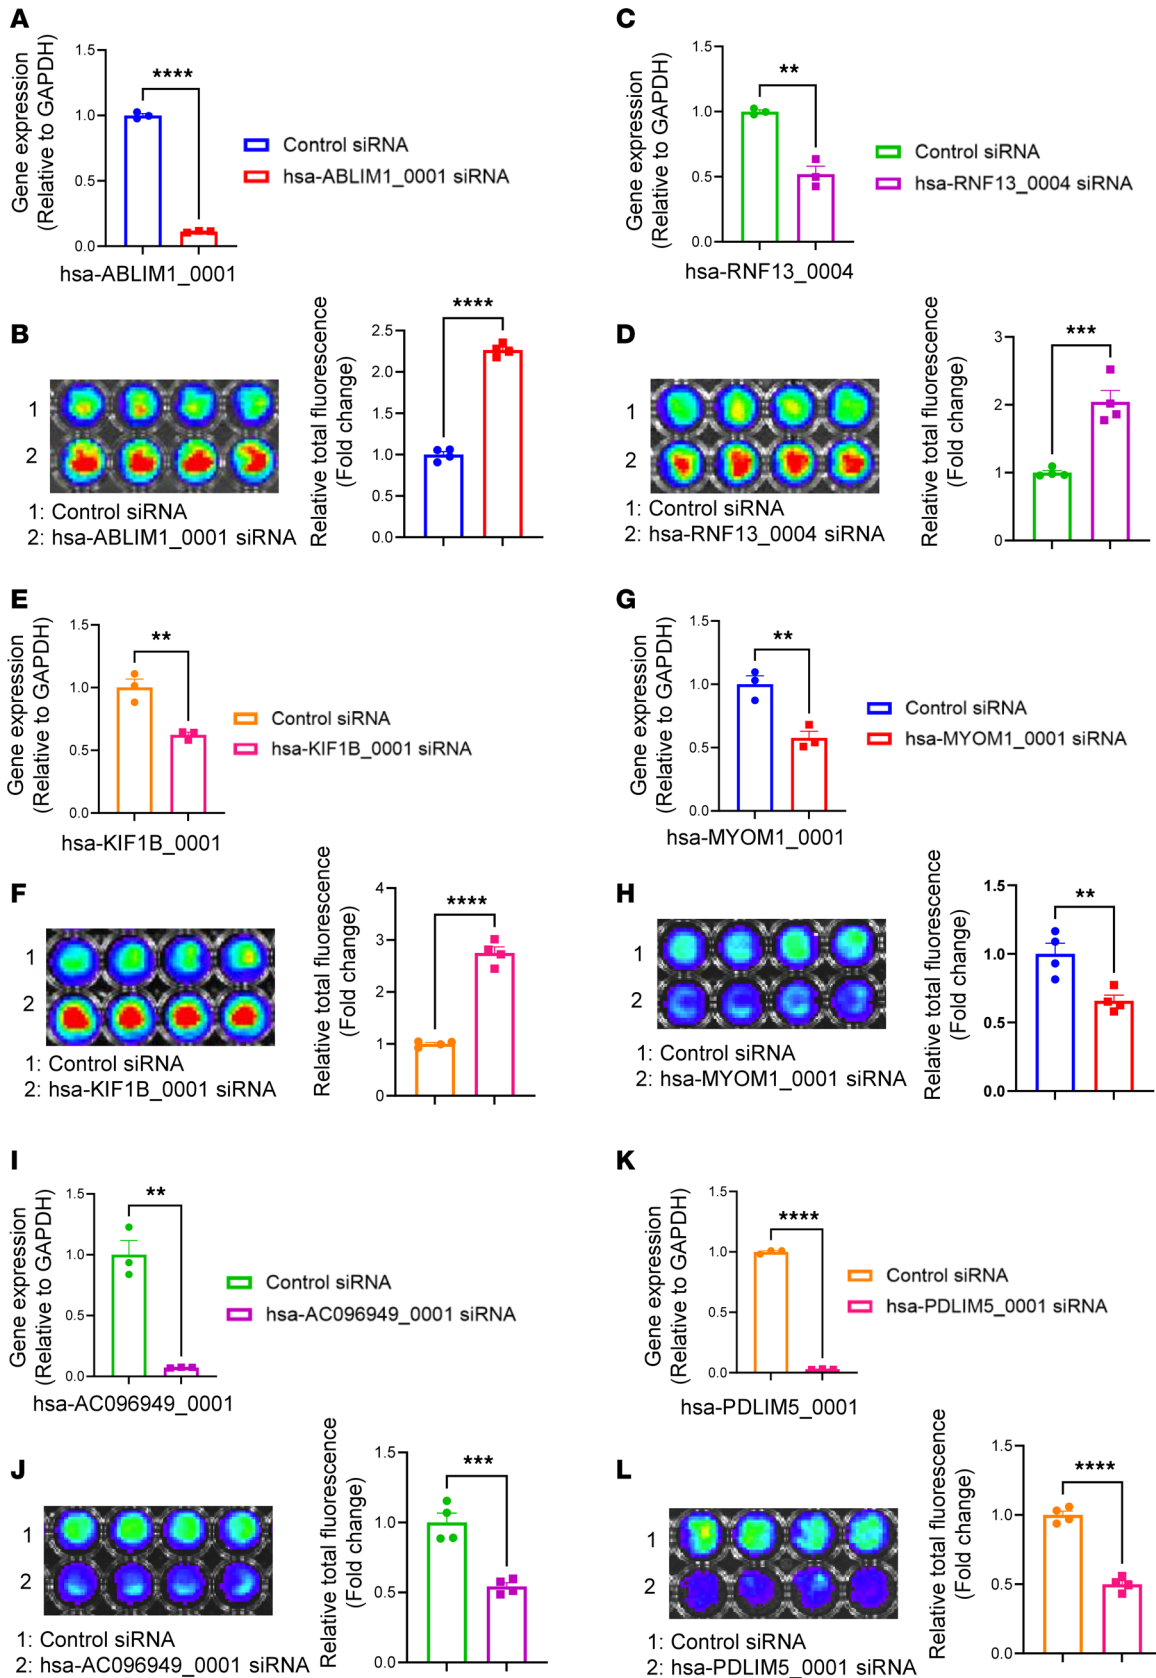 A
Gene expression
(Relative to GAPDH)
1.5
1.0
0.5
0.0
****
Control siRNA
hsa-ABLIM1_0001 siRNA
hsa-ABLIM1_0001
C
Gene expression
(Relative to GAPDH)
1.5
1.0
0.5
0.0
**
Control siRNA
hsa-RNF13_0004 siRNA
hsa-RNF13_0004
B
1
2
1: Control siRNA
2: hsa-ABLIM1_0001 siRNA
Relative total fluorescence
(Fold change)
2.5
2.0
1.5
1.0
0.5
0.0
****
D
1
2
1: Control siRNA
2: hsa-RNF13_0004 siRNA
Relative total fluorescence
(Fold change)
3
2
1
0
***
E
Gene expression
(Relative to GAPDH)
1.5
1.0
0.5
0.0
**
Control siRNA
hsa-KIF1B_0001 siRNA
hsa-KIF1B_0001
G
Gene expression
(Relative to GAPDH)
1.5
1.0
0.5
0.0
**
Control siRNA
hsa-MYOM1_0001 siRNA
hsa-MYOM1_0001
F
1
2
1: Control siRNA
2: hsa-KIF1B_0001 siRNA
Relative total fluorescence
(Fold change)
4
3
2
1
0
****
H
1
2
1: Control siRNA
2: hsa-MYOM1_0001 siRNA
Relative total fluorescence
(Fold change)
1.5
1.0
0.5
0.0
**
I
Gene expression
(Relative to GAPDH)
1.5
1.0
0.5
0.0
**
Control siRNA
hsa-AC096949_0001 siRNA
hsa-AC096949_0001
K
Gene expression
(Relative to GAPDH)
1.5
1.0
0.5
0.0
****
Control siRNA
hsa-PDLIM5_0001 siRNA
hsa-PDLIM5_0001
J
1
2
1: Control siRNA
2: hsa-AC096949_0001 siRNA
Relative total fluorescence
(Fold change)
1.5
1.0
0.5
0.0
***
L
1
2
1: Control siRNA
2: hsa-PDLIM5_0001 siRNA
Relative total fluorescence
(Fold change)
1.5
1.0
0.5
0.0
****